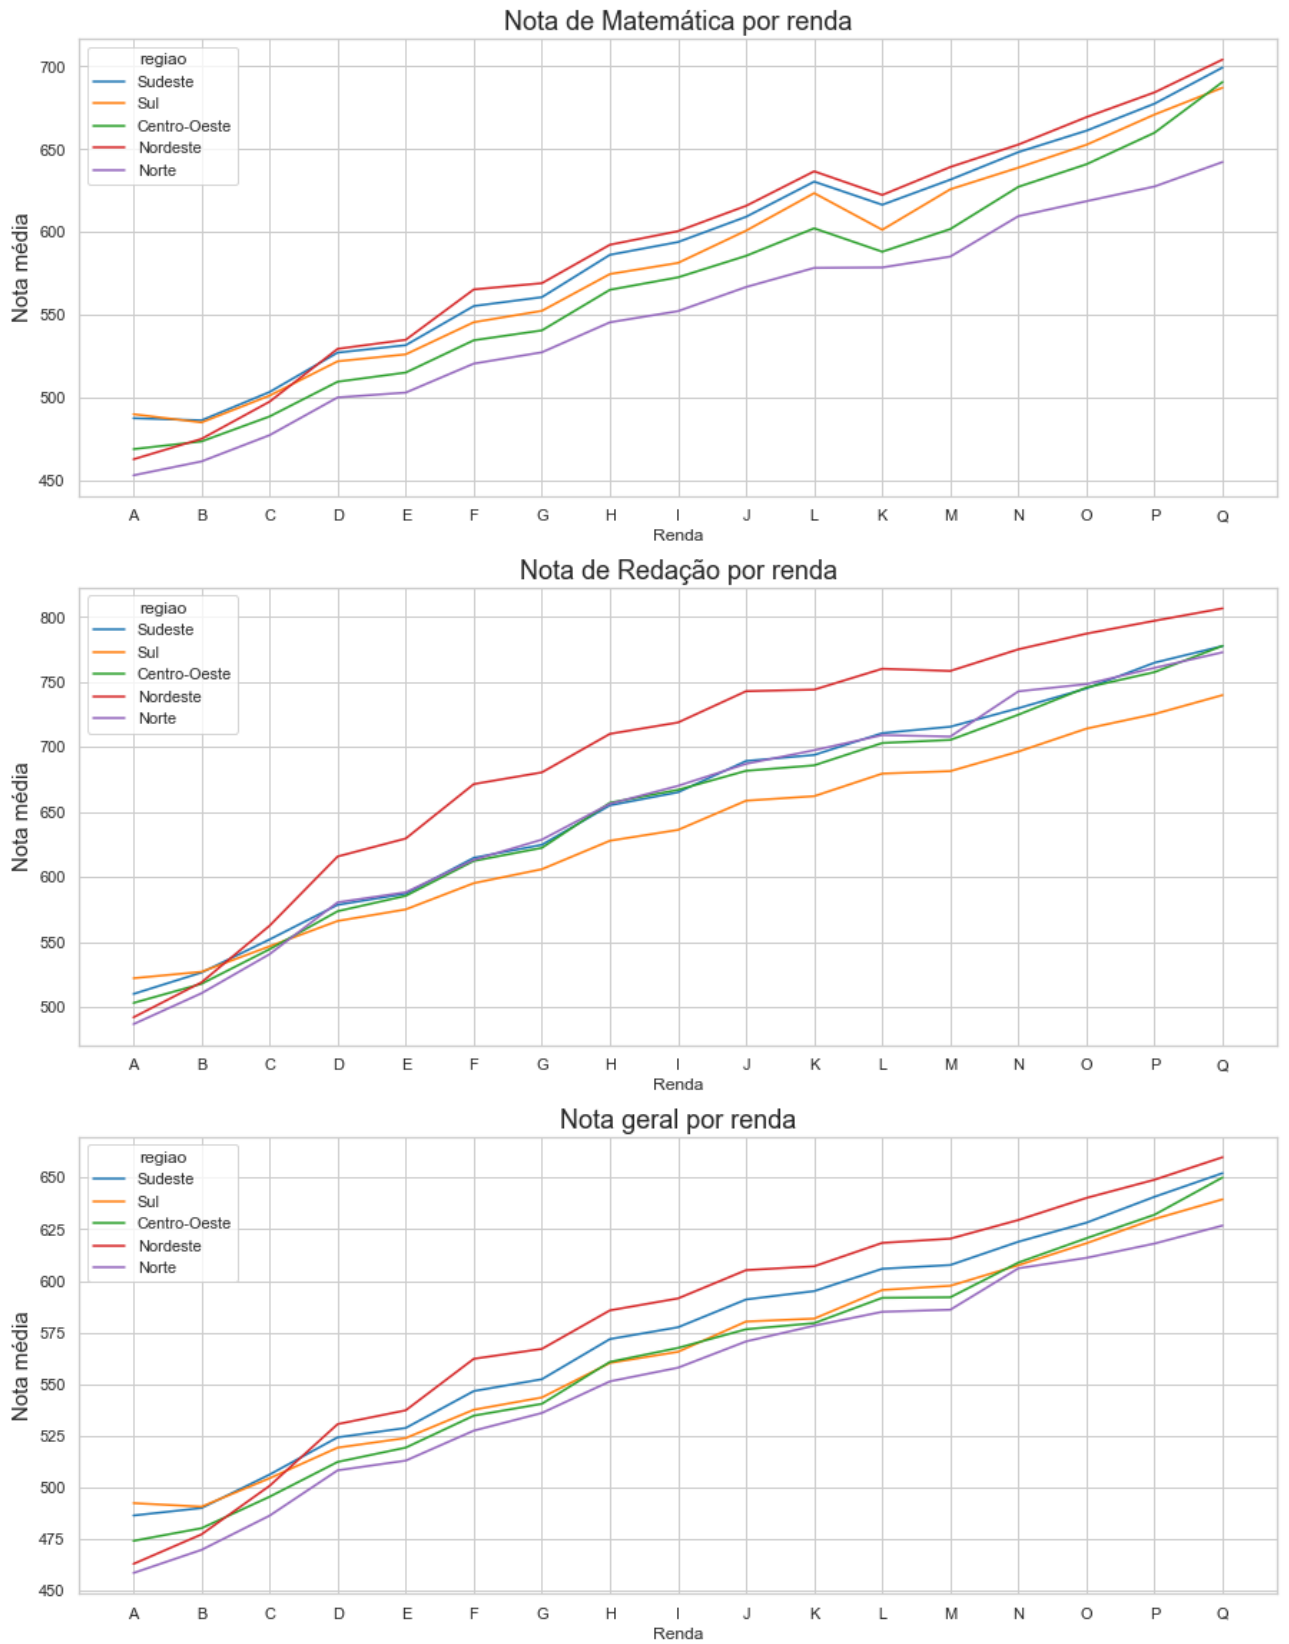 Nota de Matemática por renda
regiao
Sudeste
Sul
Centro-Oeste
Nordeste
Norte
Nota média
700
650
600
550
500
450
A B C D E F G H I J L K M N O P Q
Renda
Nota de Redação por renda
regiao
Sudeste
Sul
Centro-Oeste
Nordeste
Norte
Nota média
800
750
700
650
600
550
500
A B C D E F G H I J K L M N O P Q
Renda
Nota geral por renda
regiao
Sudeste
Sul
Centro-Oeste
Nordeste
Norte
Nota média
650
625
600
575
550
525
500
475
450
A B C D E F G H I J K L M N O P Q
Renda